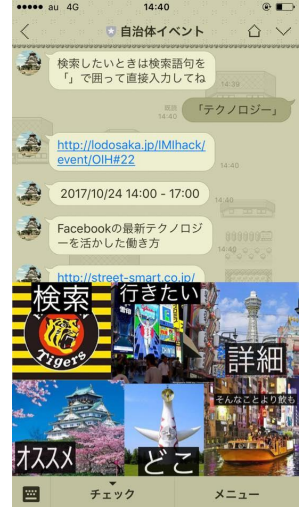 au 4G 14:40
自治体イベント
検索したいときは検索語句を
「」で囲って直接入力してね
14:39
既読
14:40
「テクノロジー」
http://lodosaka.jp/IMIhack/
event/OIH#22
14:40
2017/10/24 14:00 - 17:00
14:40
Facebookの最新テクノロジ
ーを活かした働き方
14:40
http://street-smart.co.jp/
検索
行きたい
詳細
Tigers
オススメ
どこ
そんなことより飲も
チェック
メニュー